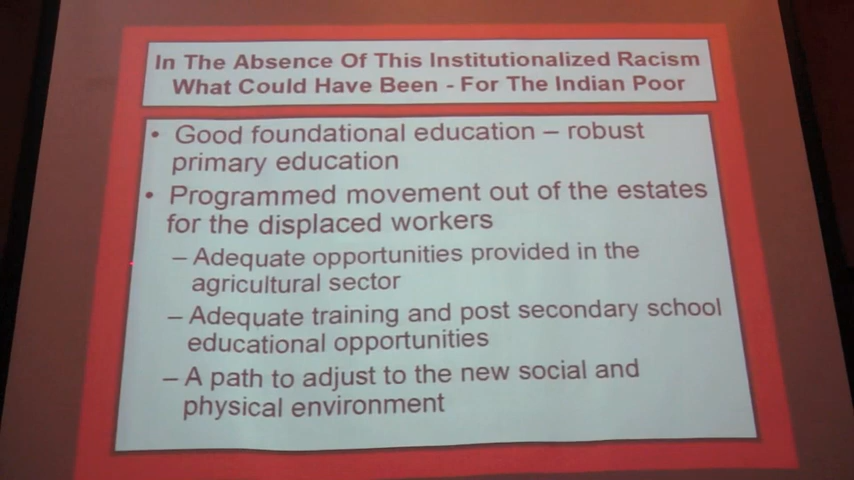 In The Absence Of This Institutionalized Racism
What Could Have Been - For The Indian Poor
• Good foundational education – robust
primary education
• Programmed movement out of the estates
for the displaced workers
– Adequate opportunities provided in the
agricultural sector
– Adequate training and post secondary school
educational opportunities
– A path to adjust to the new social and
physical environment